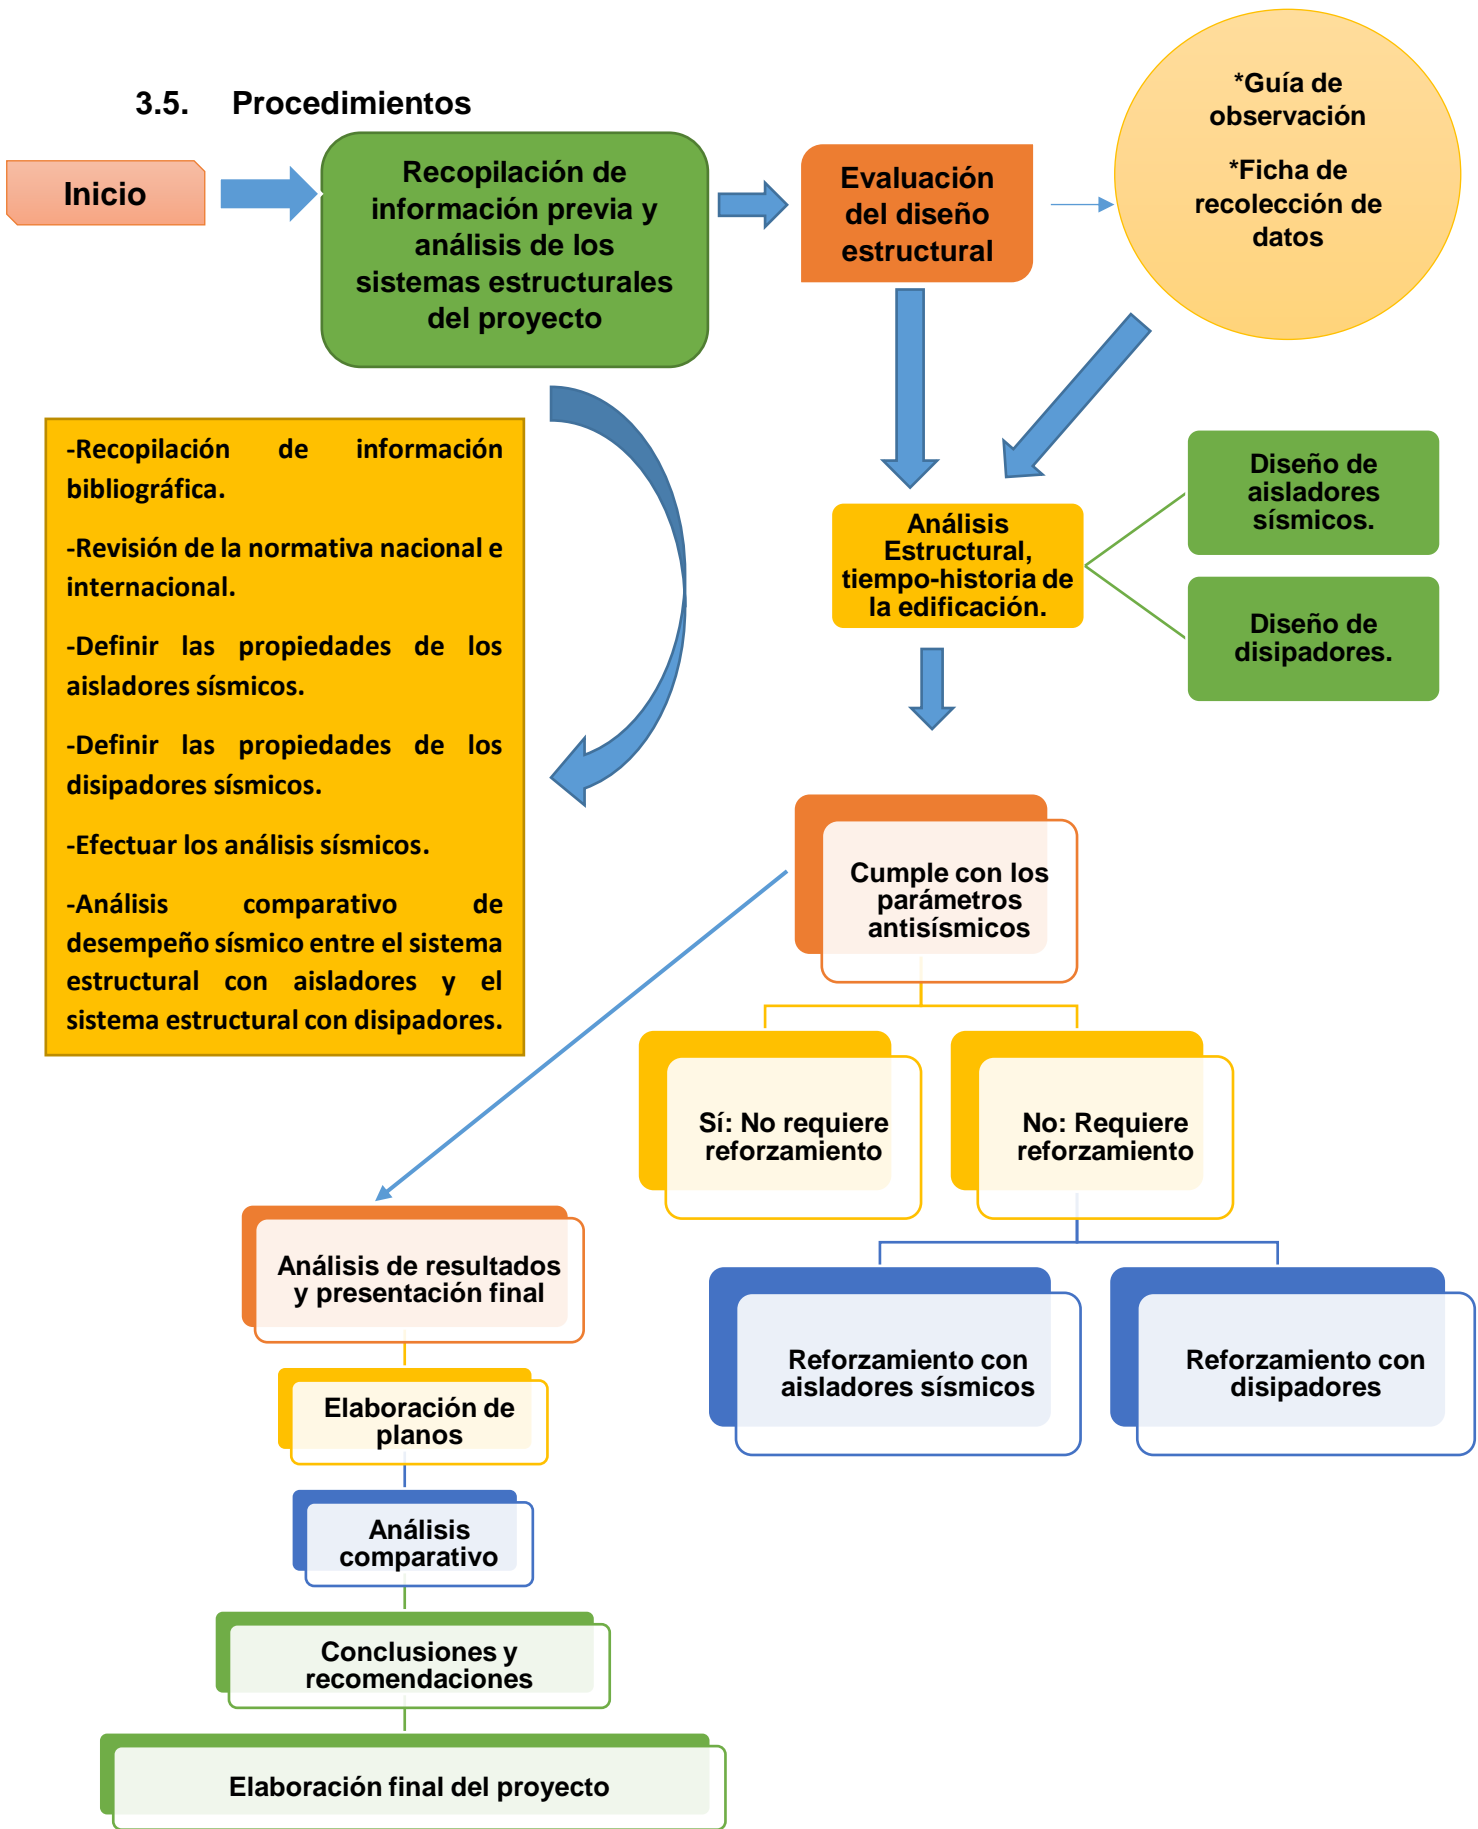 3.5. Procedimientos
Inicio
Recopilación de
información previa y
análisis de los
sistemas estructurales
del proyecto
Evaluación
del diseño
estructural
*Guía de
observación
*Ficha de
recolección de
datos
-Recopilación de información
bibliográfica.
-Revisión de la normativa nacional e
internacional.
-Definir las propiedades de los
aisladores sísmicos.
-Definir las propiedades de los
disipadores sísmicos.
-Efectuar los análisis sísmicos.
-Análisis comparativo de
desempeño sísmico entre el sistema
estructural con aisladores y el
sistema estructural con disipadores.
Análisis
Estructural,
tiempo-historia de
la edificación.
Diseño de
aisladores
sísmicos.
Diseño de
disipadores.
Cumple con los
parámetros
antisísmicos
Sí: No requiere
reforzamiento
No: Requiere
reforzamiento
Reforzamiento con
aisladores sísmicos
Reforzamiento con
disipadores
Análisis de resultados
y presentación final
Elaboración de
planos
Análisis
comparativo
Conclusiones y
recomendaciones
Elaboración final del proyecto